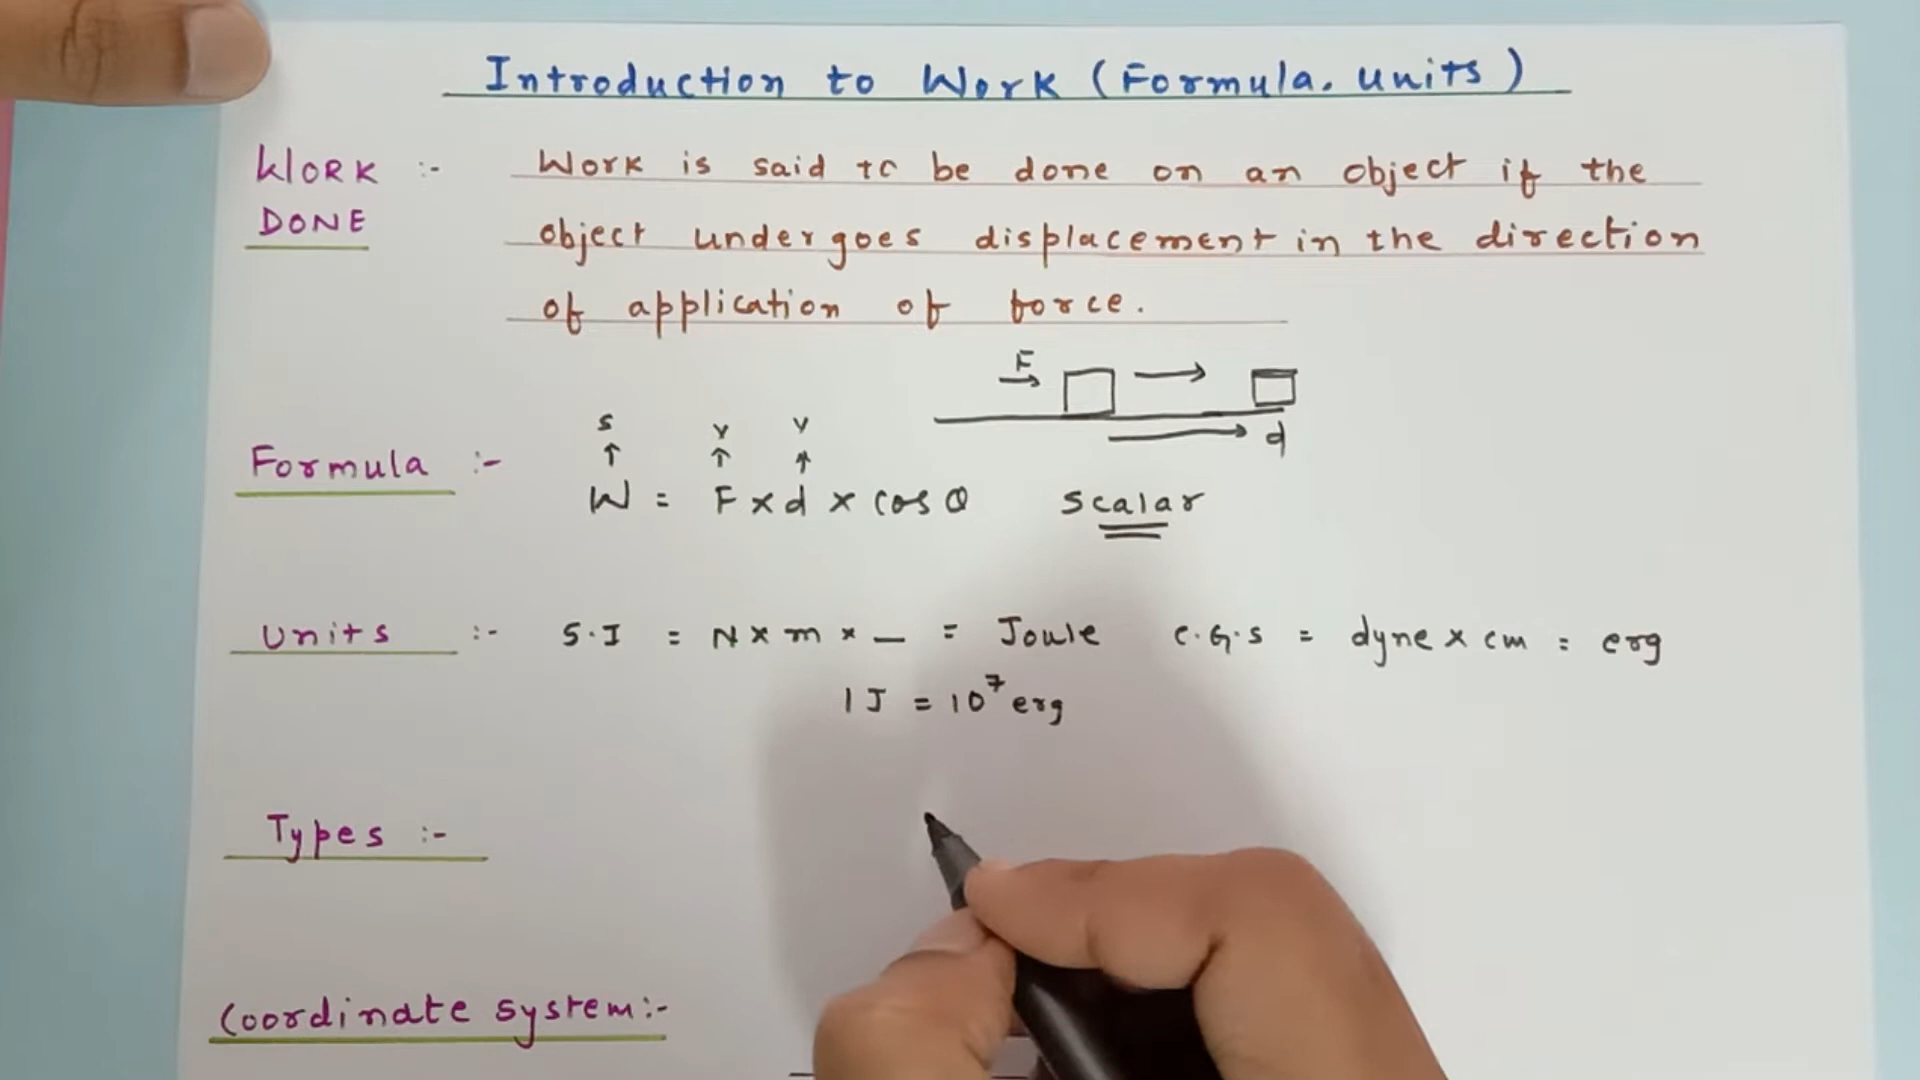 Introduction to Work (Formula, units)
WORK :- Work is said to be done on an object if the
DONE object undergoes displacement in the direction
of application of force.
F
d
S V V
↑ ↑ ↑
Formula :- W = F × d × cos θ Scalar
Units :- S.I = N × m × — = Joule C.G.S = dyne × cm = erg
1J = 10⁷ erg
Types :-
Coordinate system:-